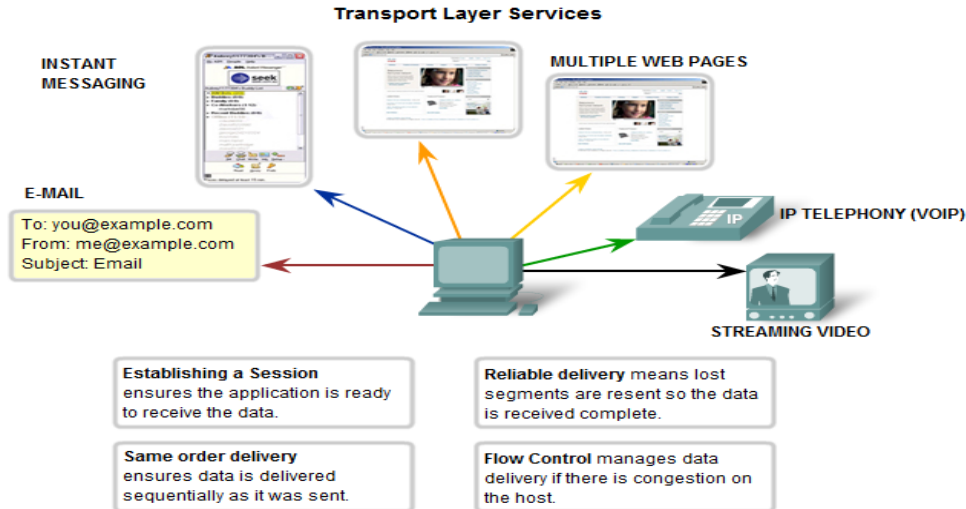 Transport Layer Services
INSTANT
MESSAGING
seek
MULTIPLE WEB PAGES
E-MAIL
To: you@example.com
From: me@example.com
Subject: Email
IP
IP TELEPHONY (VOIP)
STREAMING VIDEO
Establishing a Session
ensures the application is ready
to receive the data.
Reliable delivery means lost
segments are resent so the data
is received complete.
Same order delivery
ensures data is delivered
sequentially as it was sent.
Flow Control manages data
delivery if there is congestion on
the host.